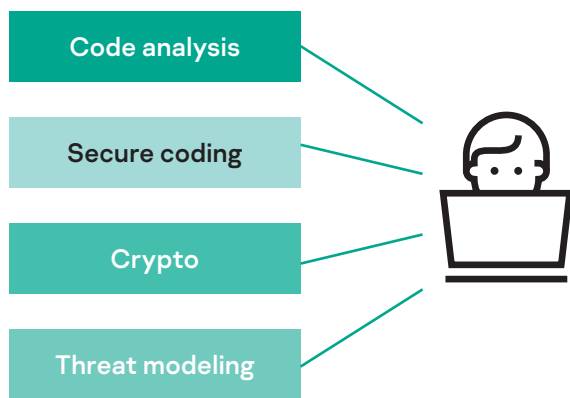 Code analysis
Secure coding
Crypto
Threat modeling